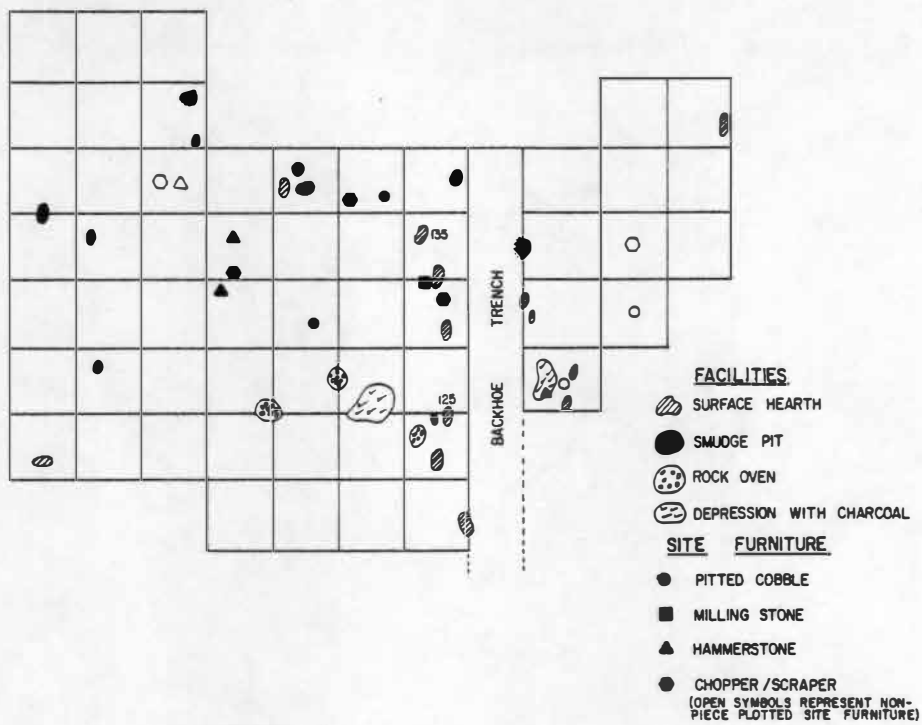 135
BACKHOE TRENCH
125
FACILITIES
SURFACE HEARTH
SMUDGE PIT
ROCK OVEN
DEPRESSION WITH CHARCOAL
SITE FURNITURE
PITTED COBBLE
MILLING STONE
HAMMERSTONE
CHOPPER/SCRAPER
(OPEN SYMBOLS REPRESENT NON-
PIECE PLOTTED SITE FURNITURE)